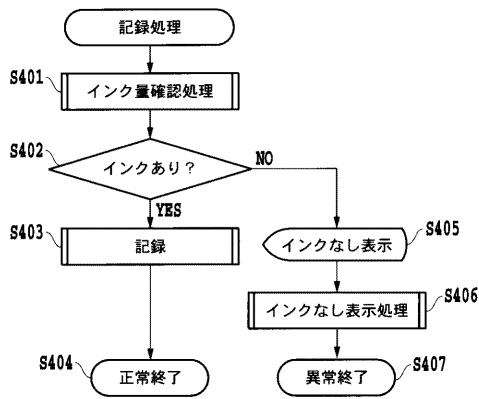 記録処理
S401
インク量確認処理
S402
インクあり?
NO
YES
S403
記録
S405
インクなし表示
S406
インクなし表示処理
S404
正常終了
S407
異常終了